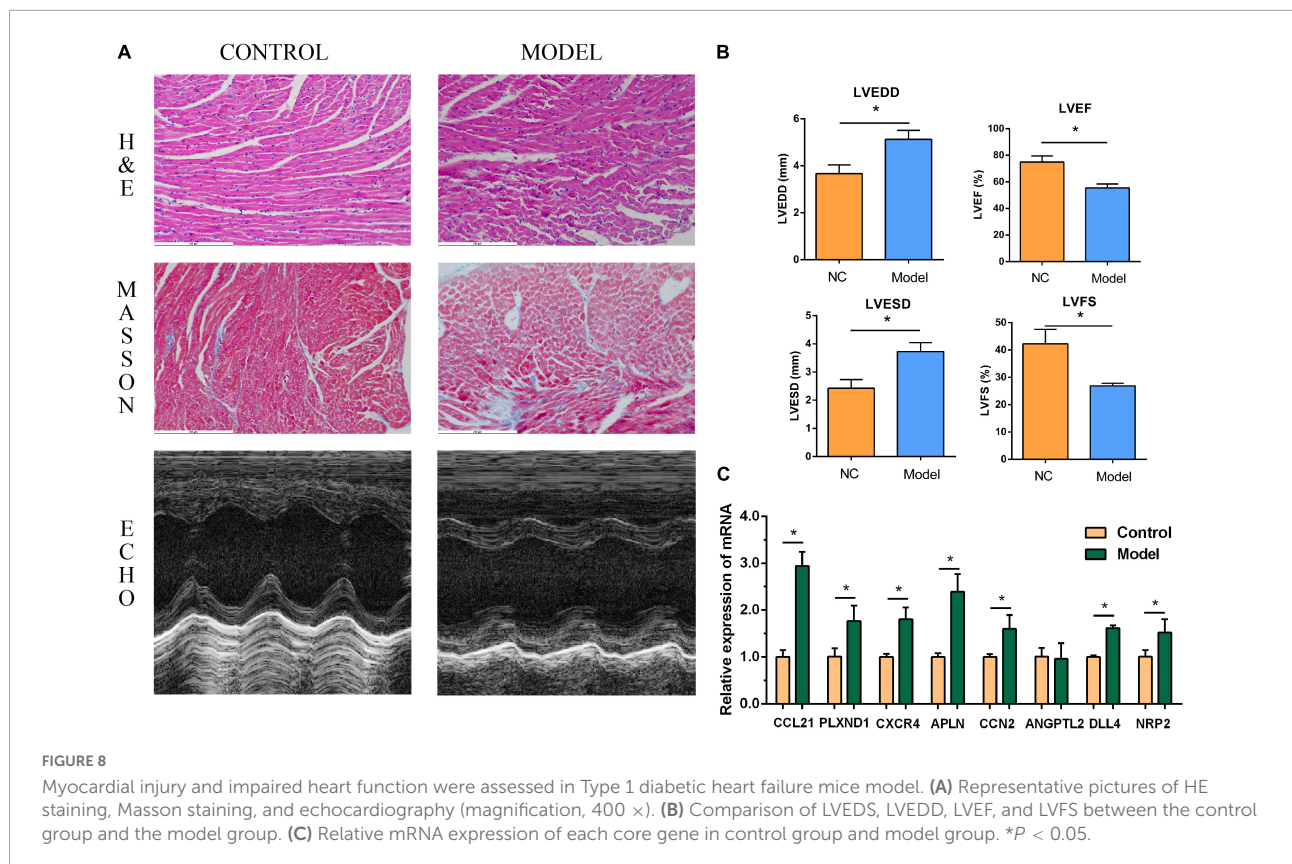 A
CONTROL
MODEL
H
&
E
M
A
S
S
O
N
E
C
H
O
B
LVEDD
*
LVEDD (mm)
6
4
2
0
NC
Model
LVEF
*
LVEF (%)
100
80
60
40
20
0
NC
Model
LVESD
*
LVESD (mm)
5
4
3
2
1
0
NC
Model
LVFS
*
LVFS (%)
50
40
30
20
10
0
NC
Model
C
Relative expression of mRNA
4.0
3.0
2.0
1.0
0.0
Control
Model
* * * * * * *
CCL21 PLXND1 CXCR4 APLN CCN2 ANGPTL2 DLL4 NRP2
FIGURE 8
Myocardial injury and impaired heart function were assessed in Type 1 diabetic heart failure mice model. (A) Representative pictures of HE
staining, Masson staining, and echocardiography (magnification, 400 ×). (B) Comparison of LVEDS, LVEDD, LVEF, and LVFS between the control
group and the model group. (C) Relative mRNA expression of each core gene in control group and model group. *P < 0.05.